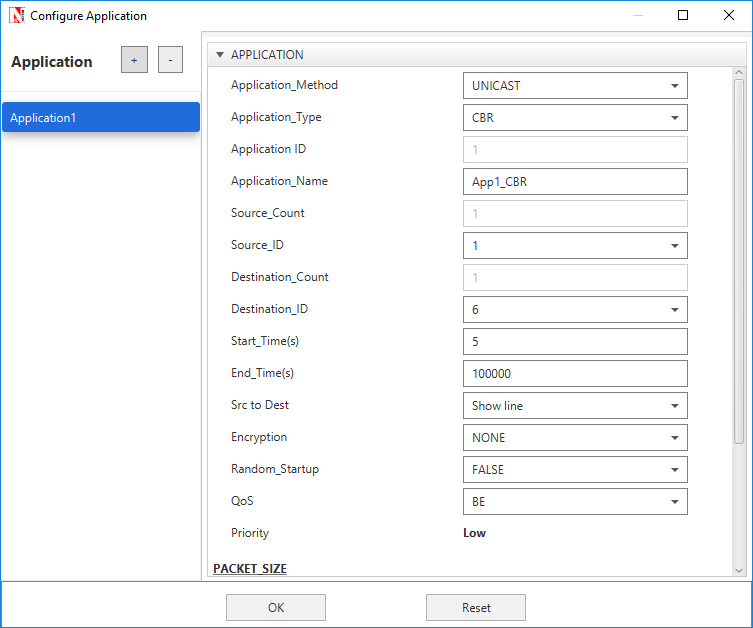 Configure Application
Application + -
Application1
APPLICATION
Application_Method UNICAST
Application_Type CBR
Application ID 1
Application_Name App1_CBR
Source_Count 1
Source_ID 1
Destination_Count 1
Destination_ID 6
Start_Time(s) 5
End_Time(s) 100000
Src to Dest Show line
Encryption NONE
Random_Startup FALSE
QoS BE
Priority Low
PACKET_SIZE
OK Reset